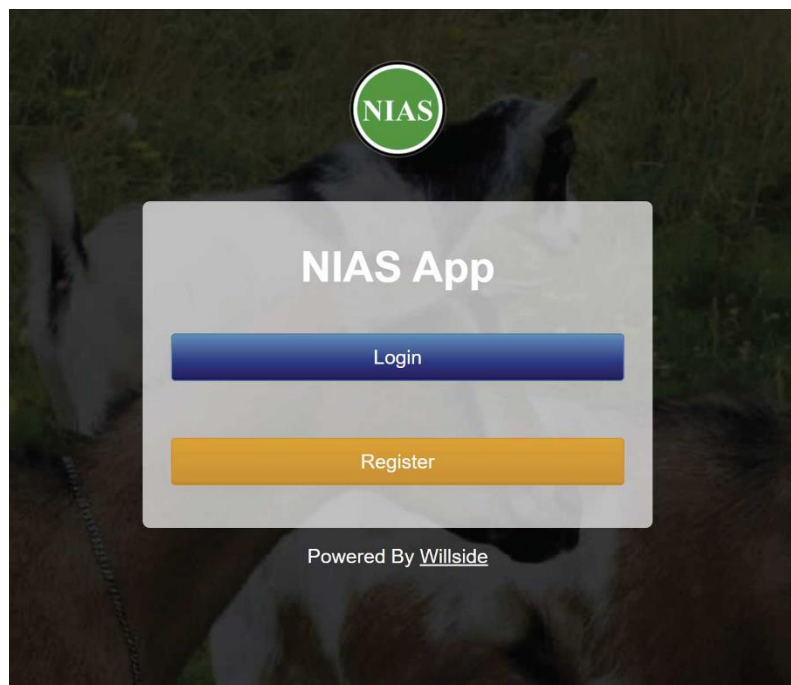 NIAS
NIAS App
Login
Register
Powered By Willside